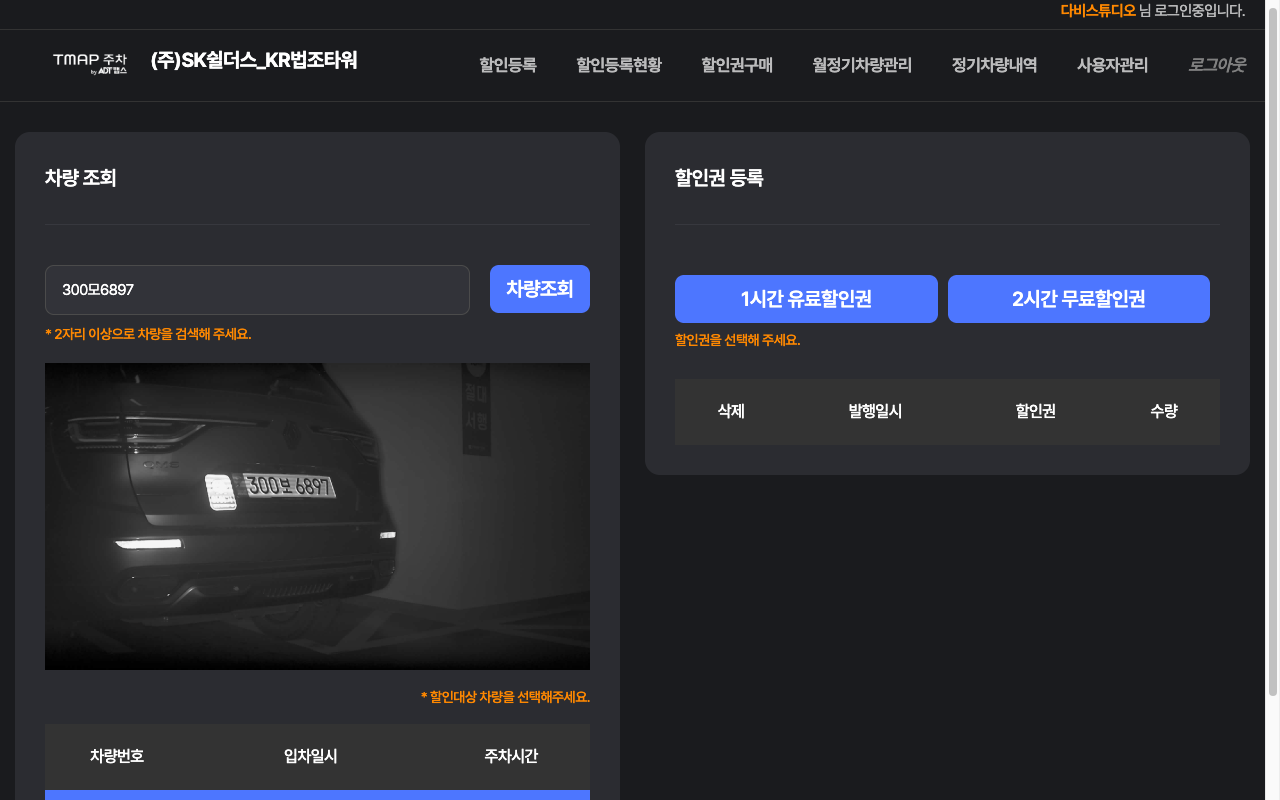 다비스튜디오 님 로그인중입니다.
TMAP 주차
by ADT캡스
(주)SK쉴더스_KR법조타워
할인등록
할인등록현황
할인권구매
월정기차량관리
정기차량내역
사용자관리
로그아웃
차량 조회
300모6897
차량조회
* 2자리 이상으로 차량을 검색해 주세요.
절대
서행
QM6
300보 6897
* 할인대상 차량을 선택해주세요.
차량번호 입차일시 주차시간
할인권 등록
1시간 유료할인권
2시간 무료할인권
할인권을 선택해 주세요.
삭제 발행일시 할인권 수량